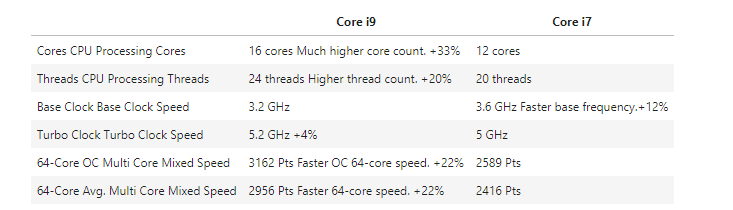 Core i9 Core i7
Cores CPU Processing Cores 16 cores Much higher core count. +33% 12 cores
Threads CPU Processing Threads 24 threads Higher thread count. +20% 20 threads
Base Clock Base Clock Speed 3.2 GHz 3.6 GHz Faster base frequency.+12%
Turbo Clock Turbo Clock Speed 5.2 GHz +4% 5 GHz
64-Core OC Multi Core Mixed Speed 3162 Pts Faster OC 64-core speed. +22% 2589 Pts
64-Core Avg. Multi Core Mixed Speed 2956 Pts Faster 64-core speed. +22% 2416 Pts